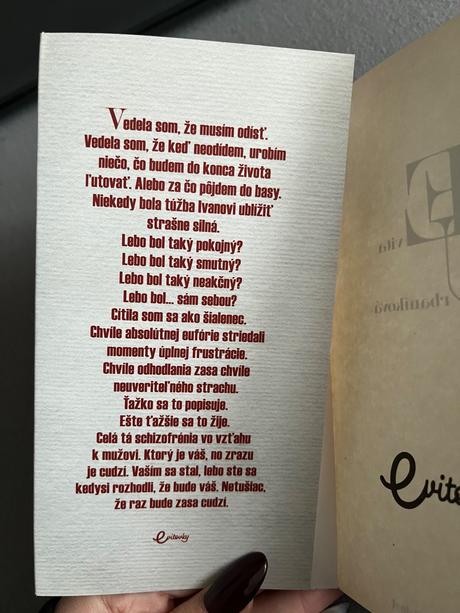 Vedela som, že musím odísť.
Vedela som, že keď neodídem, urobím
niečo, čo budem do konca života
ľutovať. Alebo za čo pôjdem do basy.
Niekedy bola túžba Ivanovi ublížiť
strašne silná.
Lebo bol taký pokojný?
Lebo bol taký smutný?
Lebo bol taký neakčný?
Lebo bol... sám sebou?
Cítila som sa ako šialenec.
Chvíle absolútnej eufórie striedali
momenty úplnej frustrácie.
Chvíle odhodlania zasa chvíle
neuveriteľného strachu.
Ťažko sa to popisuje.
Ešte ťažšie sa to žije.
Celá tá schizofrénia vo vzťahu
k mužovi. Ktorý je váš, no zrazu
je cudzí. Vaším sa stal, lebo ste sa
kedysi rozhodli, že bude váš. Netušiac,
že raz bude zasa cudzí.
evitovky